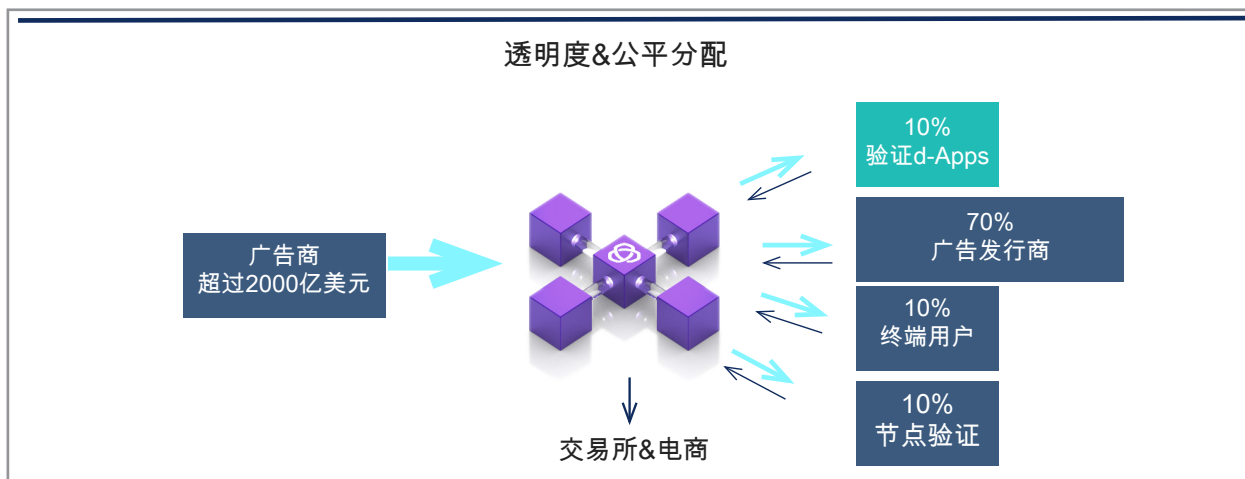 透明度&公平分配
10%
验证d-Apps
70%
广告发行商
广告商
超过2000亿美元
10%
终端用户
10%
节点验证
交易所&电商